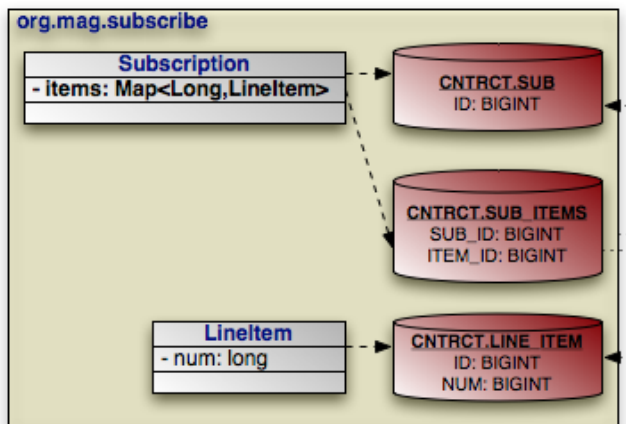 org.mag.subscribe
Subscription
- items: Map<Long,LineItem>
CNTRCT.SUB
ID: BIGINT
CNTRCT.SUB_ITEMS
SUB_ID: BIGINT
ITEM_ID: BIGINT
LineItem
- num: long
CNTRCT.LINE_ITEM
ID: BIGINT
NUM: BIGINT